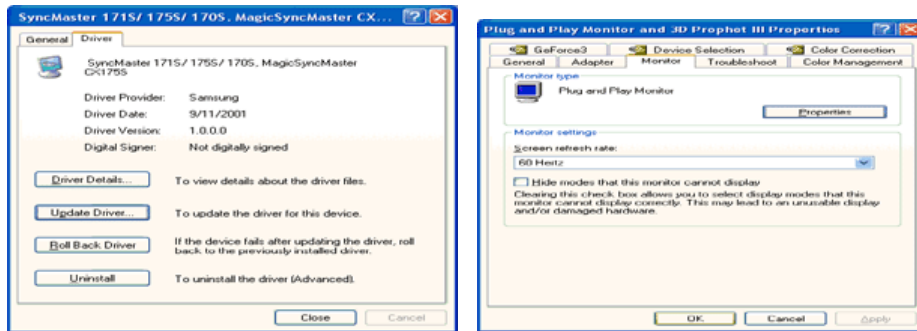 SyncMaster 171S/ 175S/ 170S, MagicSyncMaster CX...
General Driver
SyncMaster 171S/ 175S/ 170S, MagicSyncMaster
CX175S
Driver Provider: Samsung
Driver Date: 9/11/2001
Driver Version: 1.0.0.0
Digital Signer: Not digitally signed
Driver Details... To view details about the driver files.
Update Driver... To update the driver for this device.
Roll Back Driver If the device fails after updating the driver, roll
back to the previously installed driver.
Uninstall To uninstall the driver (Advanced).
Close Cancel
Plug and Play Monitor and 3D Prophet III Properties
GeForce3 Device Selection Color Correction
General Adapter Monitor Troubleshoot Color Management
Monitor type
Plug and Play Monitor
Properties
Monitor settings
Screen refresh rate:
60 Hertz
Hide modes that this monitor cannot display
Clearing this check box allows you to select display modes that this
monitor cannot display correctly. This may lead to an unusable display
and/or damaged hardware.
OK Cancel Apply